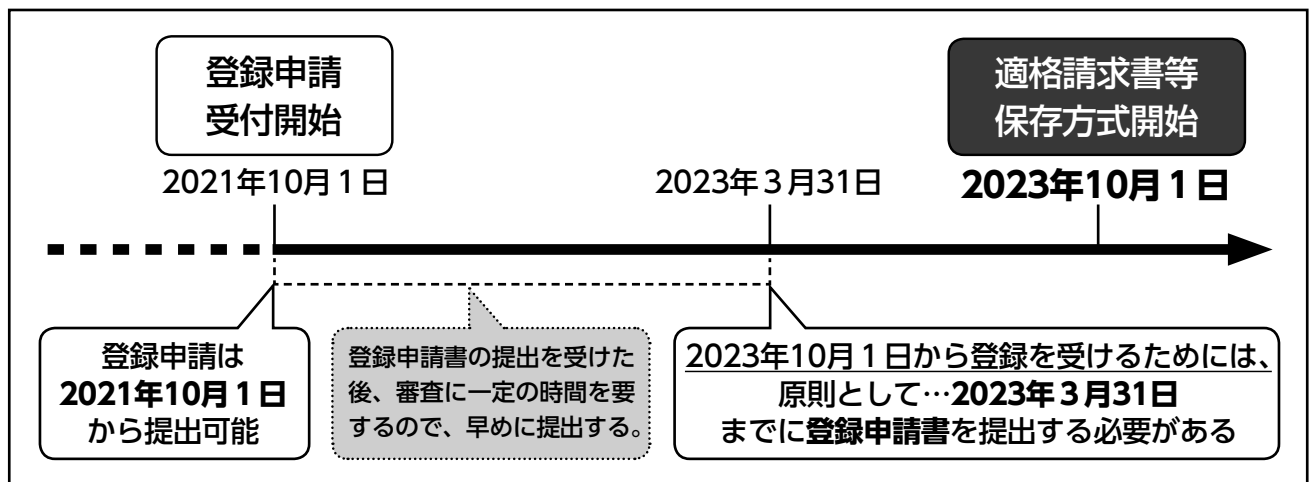 登録申請
受付開始
適格請求書等
保存方式開始
2021年10月１日
2023年３月31日
2023年10月１日
登録申請は
2021年10月１日
から提出可能
登録申請書の提出を受けた
後、審査に一定の時間を要
するので、早めに提出する。
2023年10月１日から登録を受けるためには、
原則として…2023年３月31日
までに登録申請書を提出する必要がある